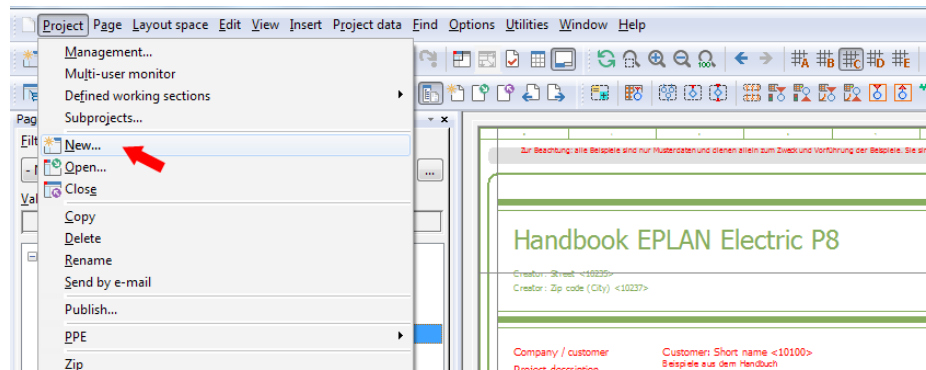 Project Page Layout space Edit View Insert Project data Find Options Utilities Window Help
Management...
Multi-user monitor
Defined working sections
Subprojects...
New...
Open...
Close
Copy
Delete
Rename
Send by e-mail
Publish...
PPE
Zip
Pag
Filt
Val
...
100%
A B C D E
Zur Beachtung: alle Beispiele sind nur Musterdaten und dienen allein zum Zweck und Vorführung der Beispiele. Sie sin
Handbook EPLAN Electric P8
Creator: Street <10235>
Creator: Zip code (City) <10237>
Company / customer Customer: Short name <10100>
Project description Beispiele aus dem Handbuch